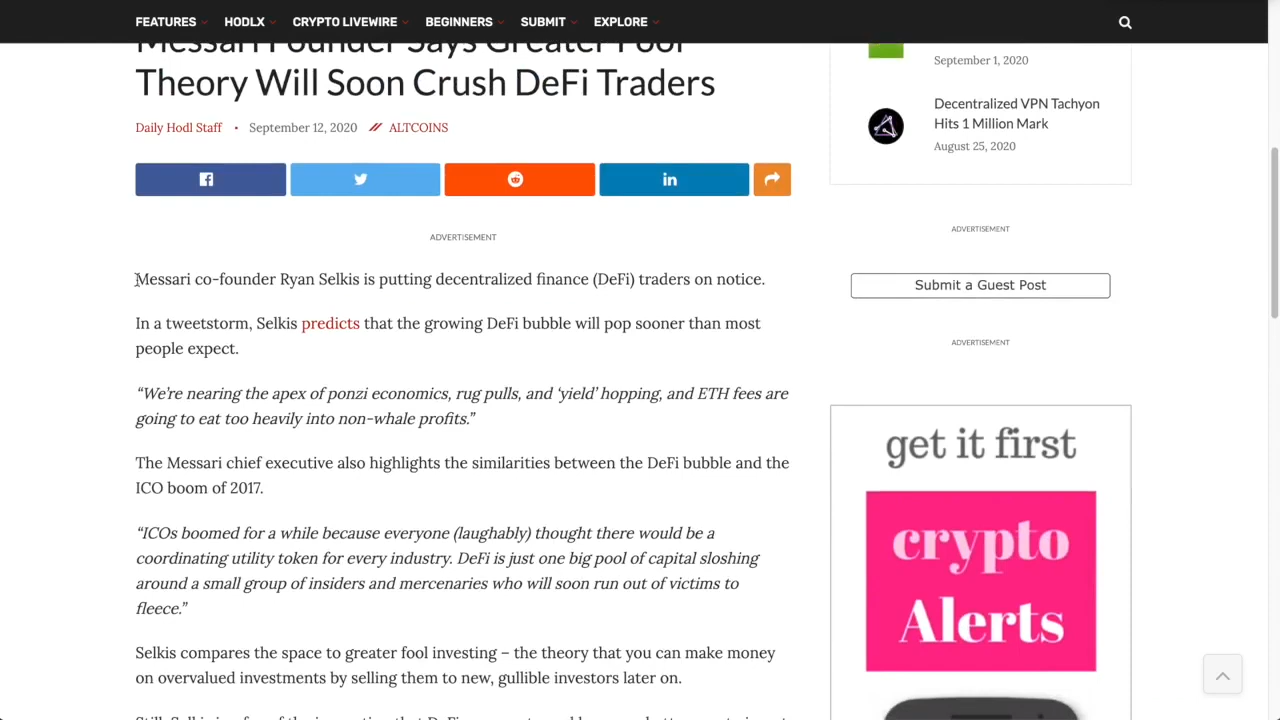 FEATURES HODLX CRYPTO LIVEWIRE BEGINNERS SUBMIT EXPLORE
Messari Founder Says Greater Fool
Theory Will Soon Crush DeFi Traders
Daily Hodl Staff • September 12, 2020 ALTCOINS
ADVERTISEMENT
Messari co-founder Ryan Selkis is putting decentralized finance (DeFi) traders on notice.
In a tweetstorm, Selkis predicts that the growing DeFi bubble will pop sooner than most
people expect.
“We’re nearing the apex of ponzi economics, rug pulls, and ‘yield’ hopping, and ETH fees are
going to eat too heavily into non-whale profits.”
The Messari chief executive also highlights the similarities between the DeFi bubble and the
ICO boom of 2017.
“ICOs boomed for a while because everyone (laughably) thought there would be a
coordinating utility token for every industry. DeFi is just one big pool of capital sloshing
around a small group of insiders and mercenaries who will soon run out of victims to
fleece.”
Selkis compares the space to greater fool investing – the theory that you can make money
on overvalued investments by selling them to new, gullible investors later on.
September 1, 2020
Decentralized VPN Tachyon
Hits 1 Million Mark
August 25, 2020
ADVERTISEMENT
Submit a Guest Post
ADVERTISEMENT
get it first
crypto
Alerts